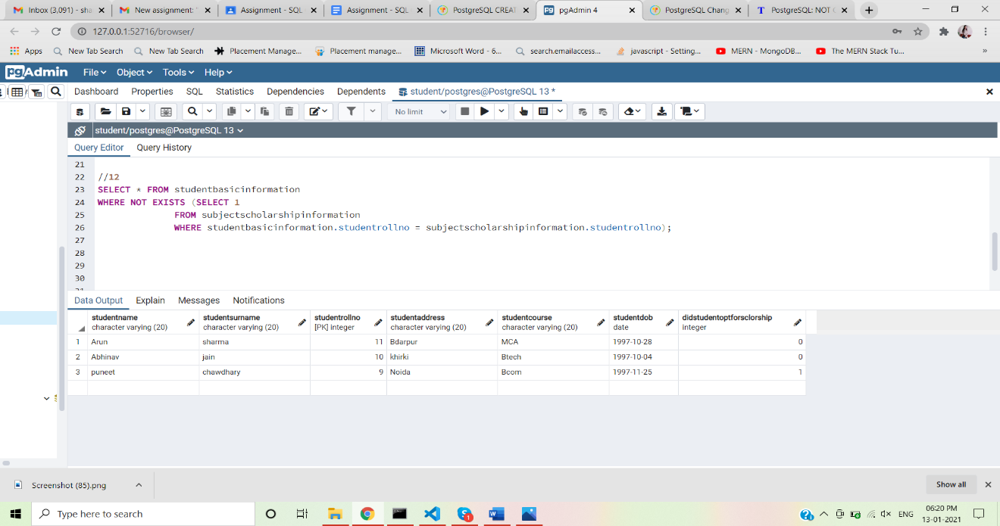 Inbox (3,091) - sha
New assignment: "
Assignment - SQL
Assignment - SQL
PostgreSQL CREAT
pgAdmin 4
PostgreSQL Chang
PostgreSQL: NOT
127.0.0.1:52716/browser/
Apps New Tab Search New Tab Search Placement Manage... Placement manage... Microsoft Word - 6... search.emailaccess... javascript - Setting... MERN - MongoDB... The MERN Stack Tu... »
pgAdmin File Object Tools Help
Dashboard Properties SQL Statistics Dependencies Dependents student/postgres@PostgreSQL 13 *
No limit
student/postgres@PostgreSQL 13
Query Editor Query History
21
22 //12
23 SELECT * FROM studentbasicinformation
24 WHERE NOT EXISTS (SELECT 1
25 FROM subjectscholarshipinformation
26 WHERE studentbasicinformation.studentrollno = subjectscholarshipinformation.studentrollno);
27
28
29
30
Data Output Explain Messages Notifications
studentname studentsurname studentrollno studentaddress studentcourse studentdob didstudentoptforsclorship
character varying (20) character varying (20) [PK] integer character varying (20) character varying (20) date integer
1 Arun sharma 11 Bdarpur MCA 1997-10-28 0
2 Abhinav jain 10 khirki Btech 1997-10-04 0
3 puneet chawdhary 9 Noida Bcom 1997-11-25 1
Screenshot (85).png Show all
Type here to search ENG 06:20 PM
13-01-2021